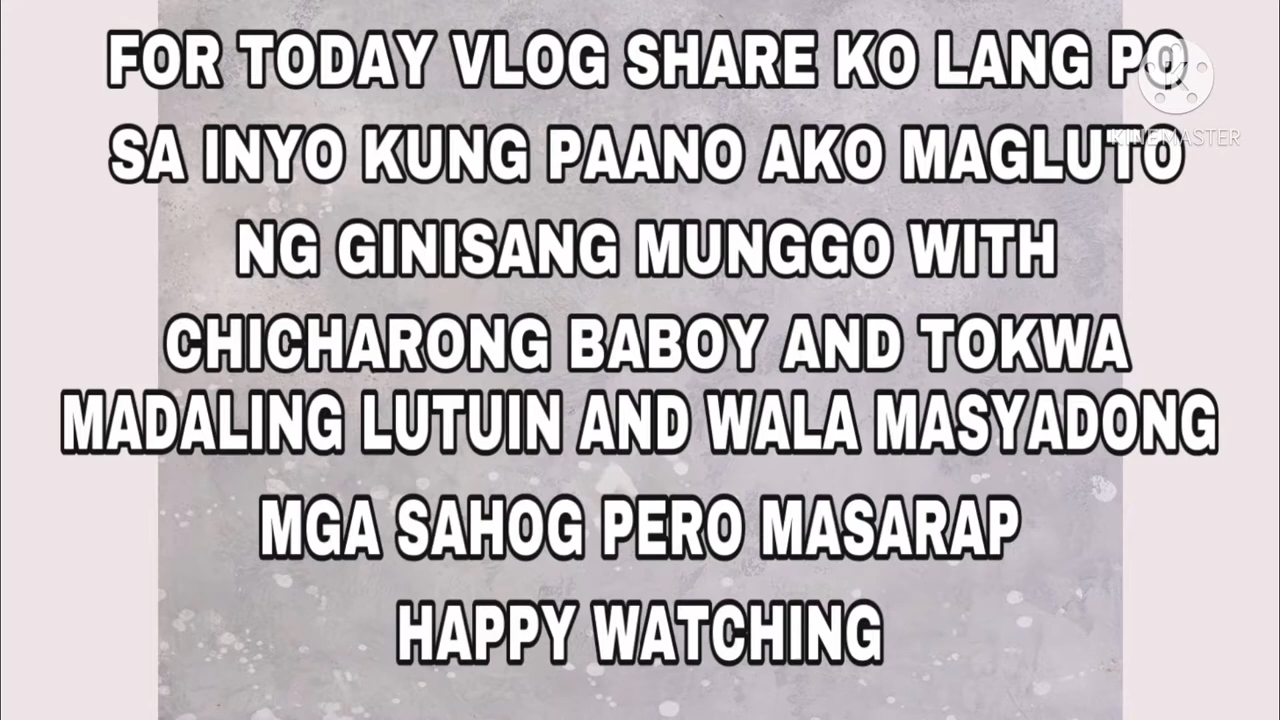 FOR TODAY VLOG SHARE KO LANG PO
SA INYO KUNG PAANO AKO MAGLUTO
NG GINISANG MUNGGO WITH
CHICHARONG BABOY AND TOKWA
MADALING LUTUIN AND WALA MASYADONG
MGA SAHOG PERO MASARAP
HAPPY WATCHING
K
KINEMASTER